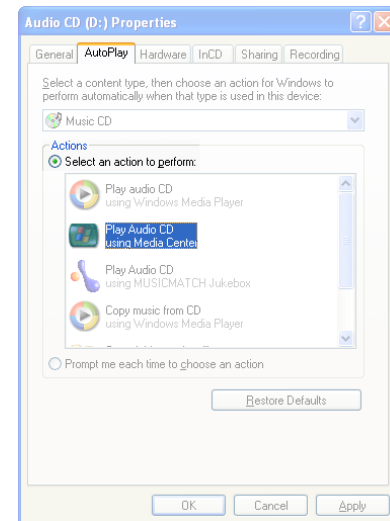 Audio CD (D:) Properties
General AutoPlay Hardware InCD Sharing Recording
Select a content type, then choose an action for Windows to
perform automatically when that type is used in this device:
Music CD
Actions
Select an action to perform:
Play audio CD
using Windows Media Player
Play Audio CD
using Media Center
Play Audio CD
using MUSICMATCH Jukebox
Copy music from CD
using Windows Media Player
Prompt me each time to choose an action
Restore Defaults
OK Cancel Apply